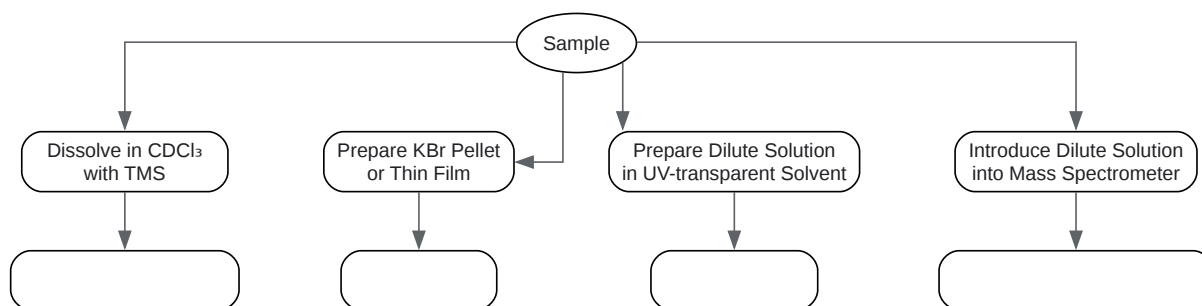 Sample
Dissolve in CDCl₃
with TMS
Prepare KBr Pellet
or Thin Film
Prepare Dilute Solution
in UV-transparent Solvent
Introduce Dilute Solution
into Mass Spectrometer